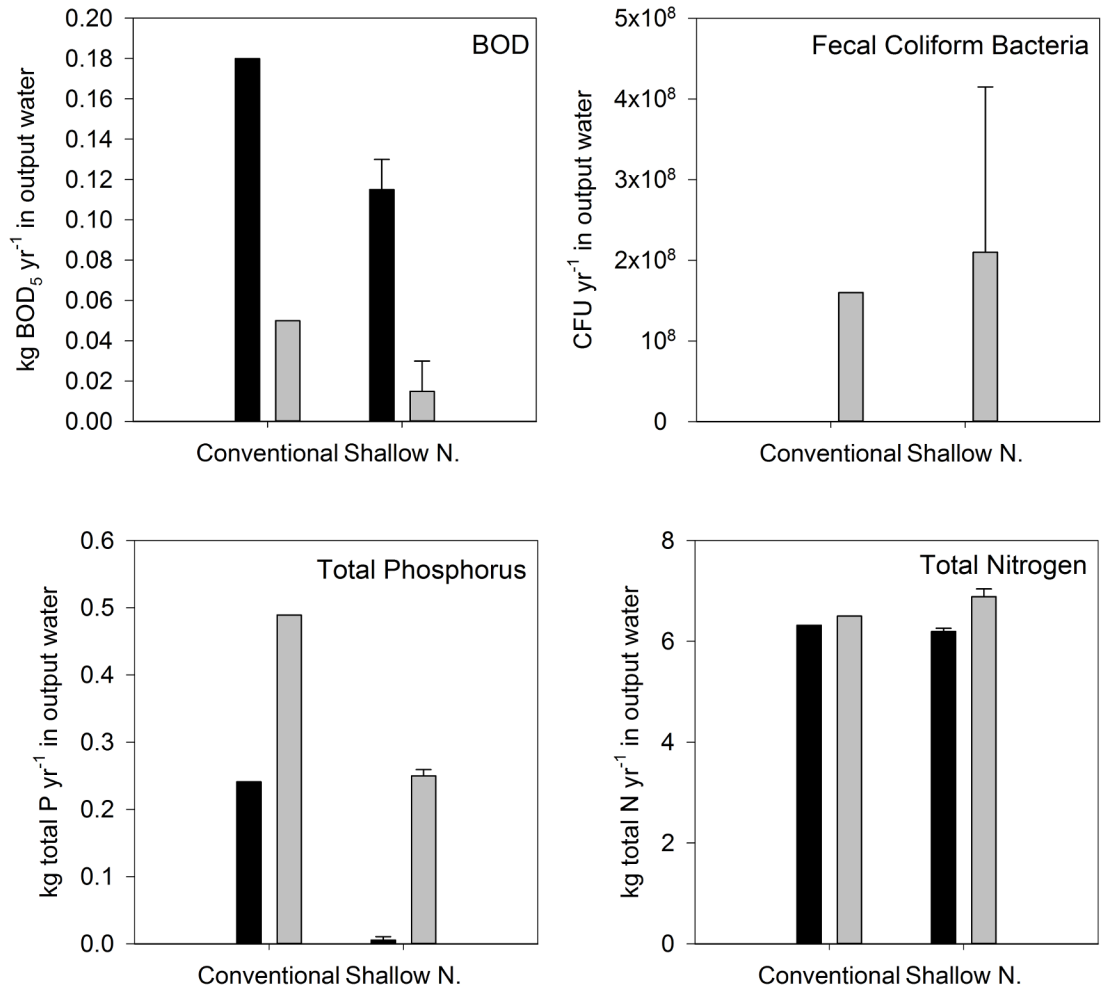 BOD
kg BOD₅ yr⁻¹ in output water
0.20
0.18
0.16
0.14
0.12
0.10
0.08
0.06
0.04
0.02
0.00
Conventional Shallow N.
Fecal Coliform Bacteria
CFU yr⁻¹ in output water
5x10⁸
4x10⁸
3x10⁸
2x10⁸
10⁸
0
Conventional Shallow N.
Total Phosphorus
kg total P yr⁻¹ in output water
0.6
0.5
0.4
0.3
0.2
0.1
0.0
Conventional Shallow N.
Total Nitrogen
kg total N yr⁻¹ in output water
8
6
4
2
0
Conventional Shallow N.